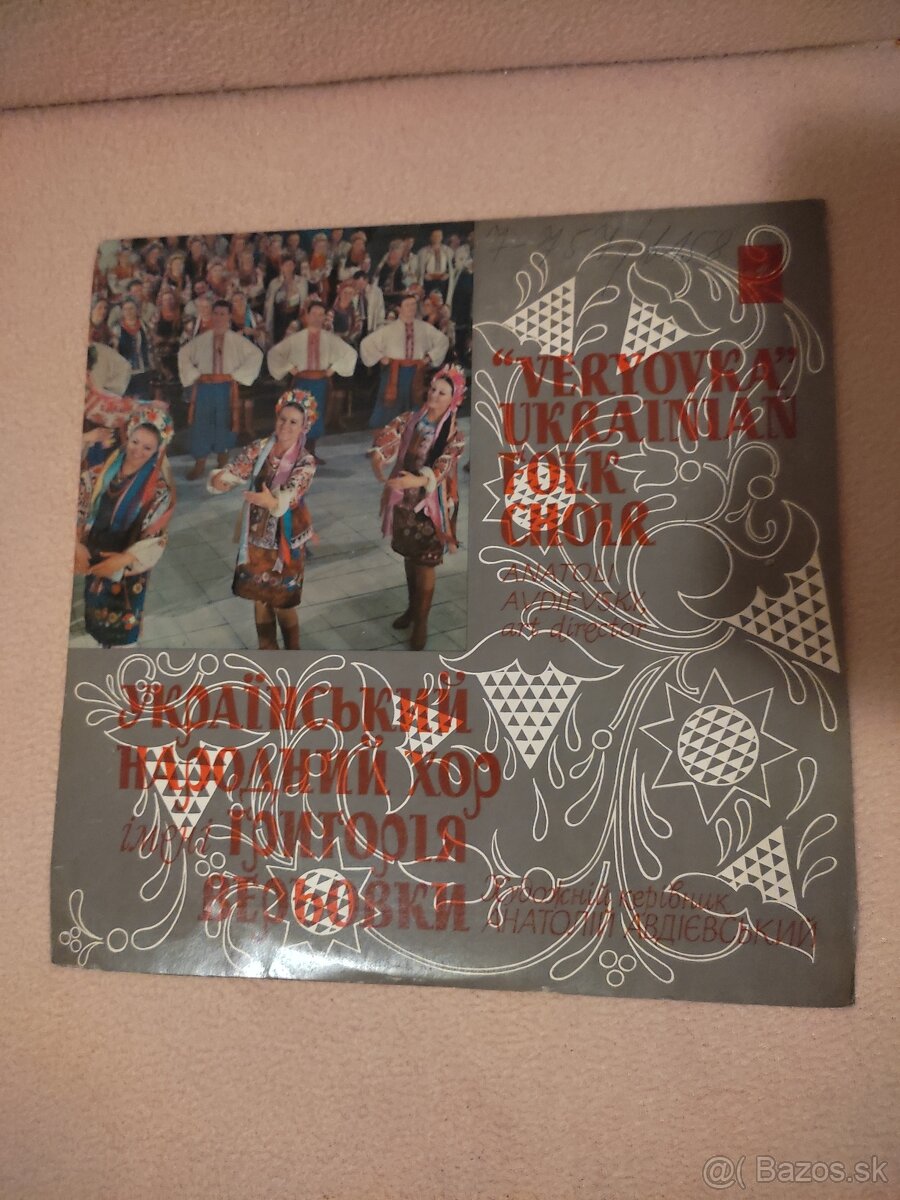 "VERYOVKA"
UKRAINIAN
FOLK
CHOIR
ANATOLI
AVDIEVSKY,
art director
УКРАЇНСЬКИЙ
НАРОДНИЙ ХОР
імені ГРИГОРІЯ
ВЕРЬОВКИ
Художній керівник
АНАТОЛІЙ АВДІЄВСЬКИЙ
@( Bazos.sk